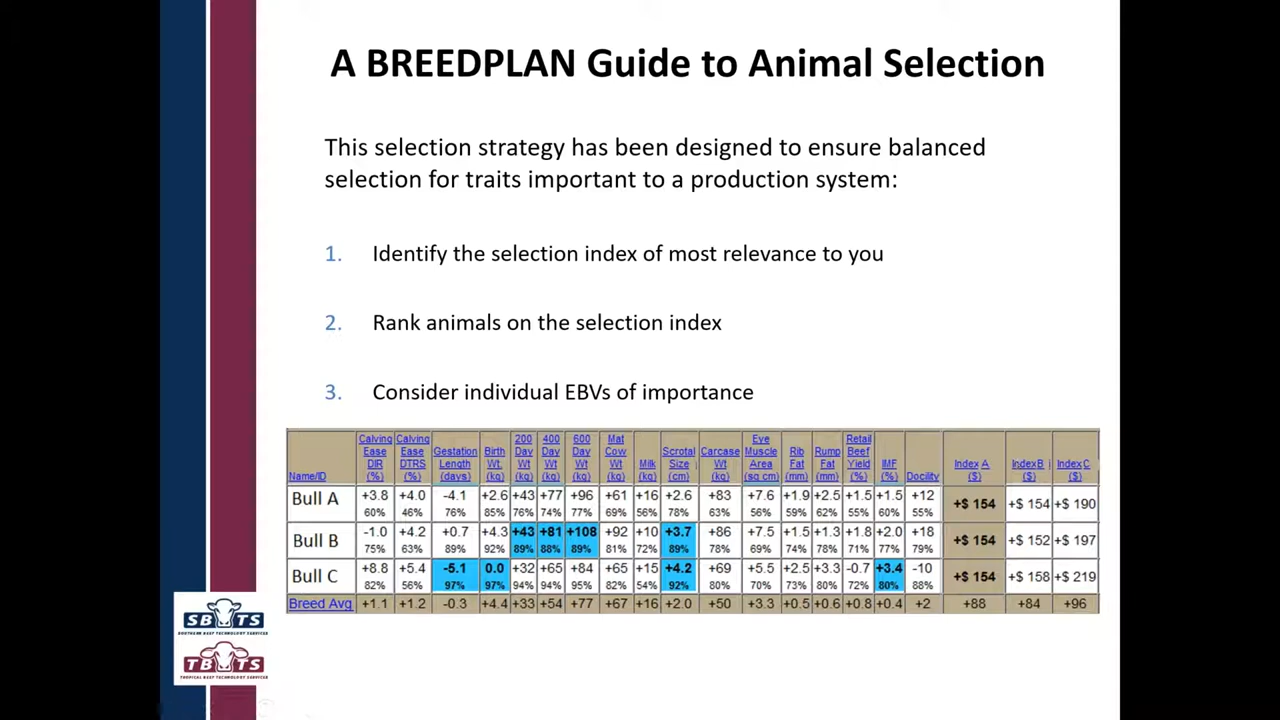 A BREEDPLAN Guide to Animal Selection
This selection strategy has been designed to ensure balanced
selection for traits important to a production system:
1. Identify the selection index of most relevance to you
2. Rank animals on the selection index
3. Consider individual EBVs of importance
Name/ID Calving Ease DIR (%) Calving Ease DTRS (%) Gestation Length (days) Birth Wt. (kg) 200 Day Wt (kg) 400 Day Wt (kg) 600 Day Wt (kg) Mat Cow Wt (kg) Milk (kg) Scrotal Size (cm) Carcase Wt (kg) Eye Muscle Area (sq cm) Rib Fat (mm) Rump Fat (mm) Retail Beef Yield (%) IMF (%) Docility Index A ($) Index B ($) Index C ($)
Bull A +3.8 +4.0 -4.1 +2.6 +43 +77 +96 +61 +16 +2.6 +83 +7.6 +1.9 +2.5 +1.5 +1.5 +12 +$ 154 +$ 154 +$ 190
60% 46% 76% 85% 76% 74% 77% 69% 56% 78% 63% 56% 59% 62% 55% 60% 55%
Bull B -1.0 +4.2 +0.7 +4.3 +43 +81 +108 +92 +10 +3.7 +86 +7.5 +1.5 +1.3 +1.8 +2.0 +18 +$ 154 +$ 152 +$ 197
75% 63% 89% 92% 89% 88% 89% 81% 72% 89% 78% 69% 74% 78% 71% 77% 79%
Bull C +8.8 +5.4 -5.1 0.0 +32 +65 +84 +65 +15 +4.2 +69 +5.5 +2.5 +3.3 -0.7 +3.4 -10 +$ 154 +$ 158 +$ 219
82% 56% 97% 97% 94% 94% 95% 82% 54% 92% 80% 70% 73% 80% 72% 80% 88%
Breed Avg +1.1 +1.2 -0.3 +4.4 +33 +54 +77 +67 +16 +2.0 +50 +3.3 +0.5 +0.6 +0.8 +0.4 +2 +88 +84 +96
SBTS
SOUTHERN BEEF TECHNOLOGY SERVICES
TBTS
TROPICAL BEEF TECHNOLOGY SERVICES